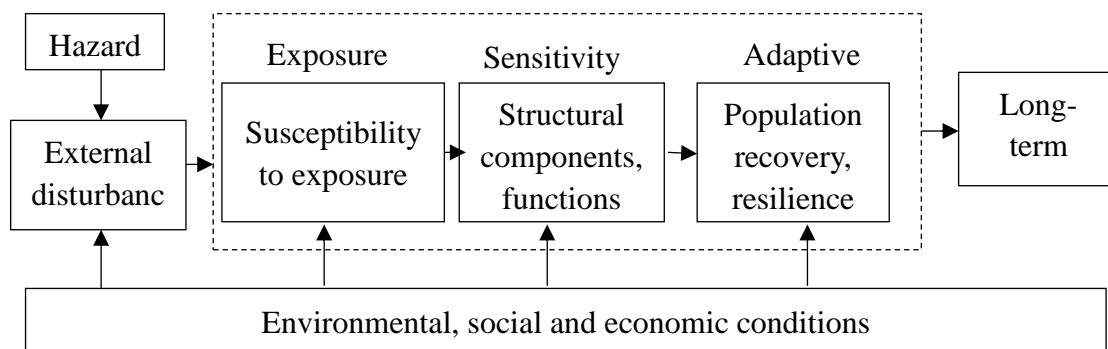 Hazard
External
disturbanc
Exposure
Susceptibility
to exposure
Sensitivity
Structural
components,
functions
Adaptive
Population
recovery,
resilience
Long-
term
Environmental, social and economic conditions